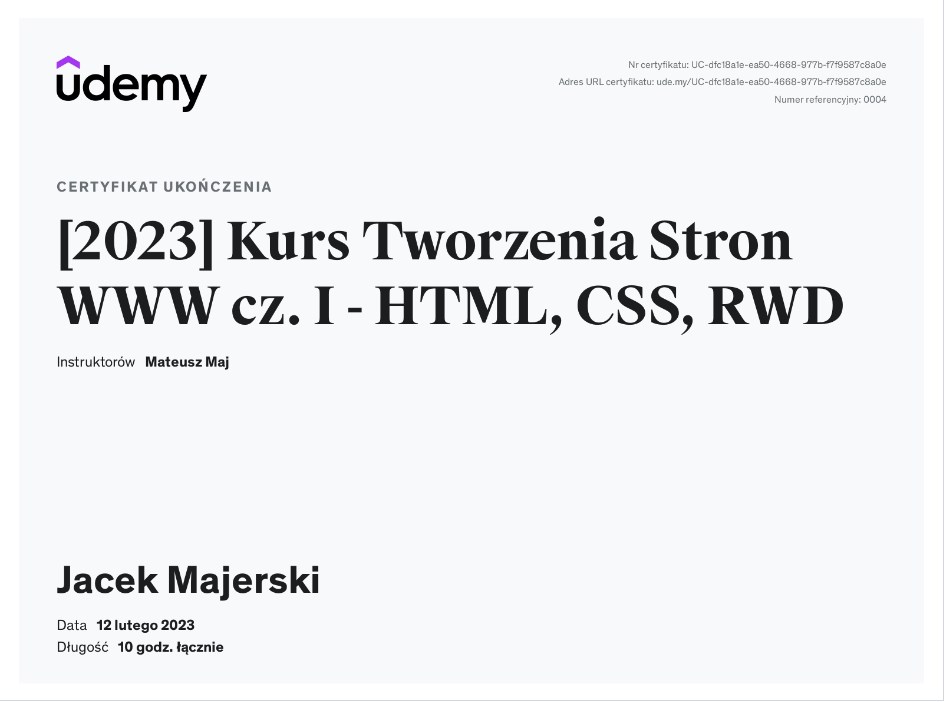 udemy
Nr certyfikatu: UC-dfc18a1e-ea50-4668-977b-f7f9587c8a0e
Adres URL certyfikatu: ude.my/UC-dfc18a1e-ea50-4668-977b-f7f9587c8a0e
Numer referencyjny: 0004
CERTYFIKAT UKOŃCZENIA
[2023] Kurs Tworzenia Stron
WWW cz. I - HTML, CSS, RWD
Instruktorów Mateusz Maj
Jacek Majerski
Data 12 lutego 2023
Długość 10 godz. łącznie